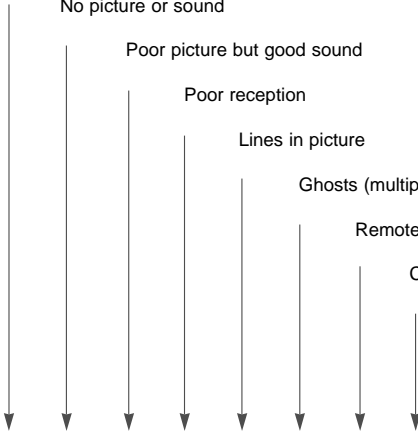 No picture or sound
Poor picture but good sound
Poor reception
Lines in picture
Ghosts (multip
Remote